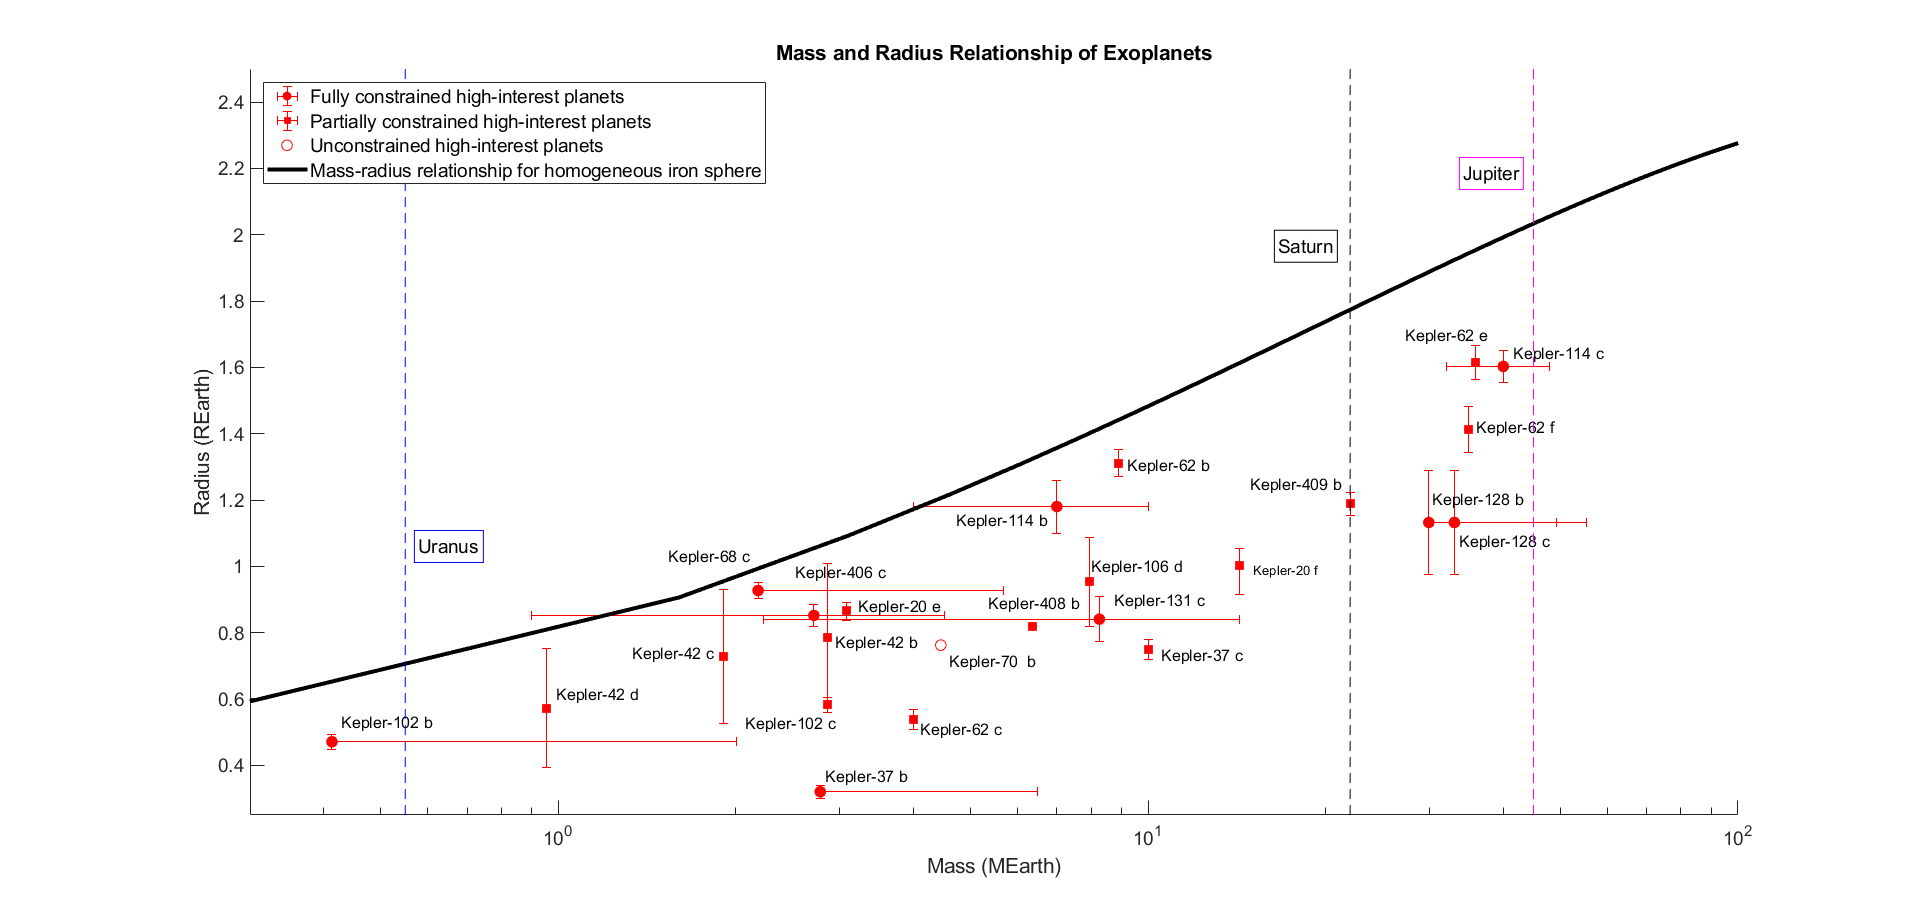 Mass and Radius Relationship of Exoplanets
Fully constrained high-interest planets
Partially constrained high-interest planets
Unconstrained high-interest planets
Mass-radius relationship for homogeneous iron sphere
Radius (REarth)
2.4
2.2
2
1.8
1.6
1.4
1.2
1
0.8
0.6
0.4
Jupiter
Saturn
Uranus
Kepler-62 e
Kepler-114 c
Kepler-62 f
Kepler-62 b
Kepler-409 b
Kepler-128 b
Kepler-114 b
Kepler-128 c
Kepler-68 c
Kepler-406 c
Kepler-106 d
Kepler-20 f
Kepler-20 e
Kepler-408 b
Kepler-131 c
Kepler-42 c
Kepler-42 b
Kepler-70 b
Kepler-37 c
Kepler-42 d
Kepler-102 b
Kepler-102 c
Kepler-62 c
Kepler-37 b
10^0
10^1
10^2
Mass (MEarth)